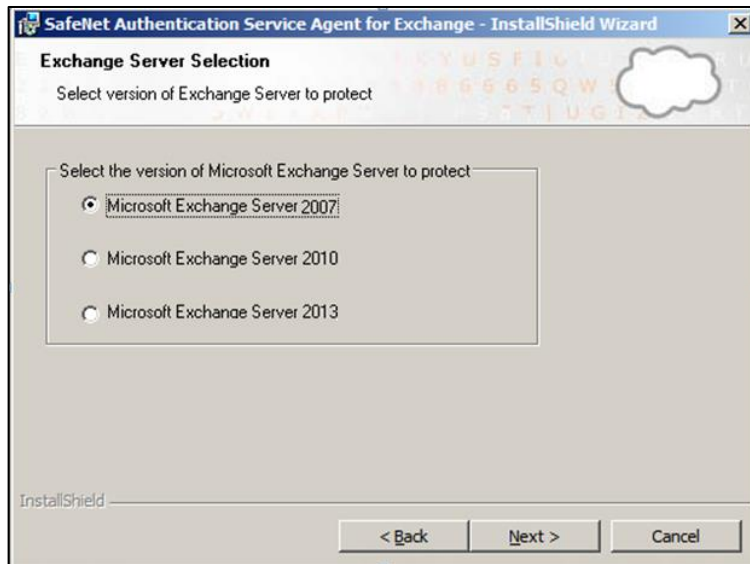 SafeNet Authentication Service Agent for Exchange - InstallShield Wizard
Exchange Server Selection
Select version of Exchange Server to protect
Select the version of Microsoft Exchange Server to protect
Microsoft Exchange Server 2007
Microsoft Exchange Server 2010
Microsoft Exchange Server 2013
InstallShield
< Back
Next >
Cancel